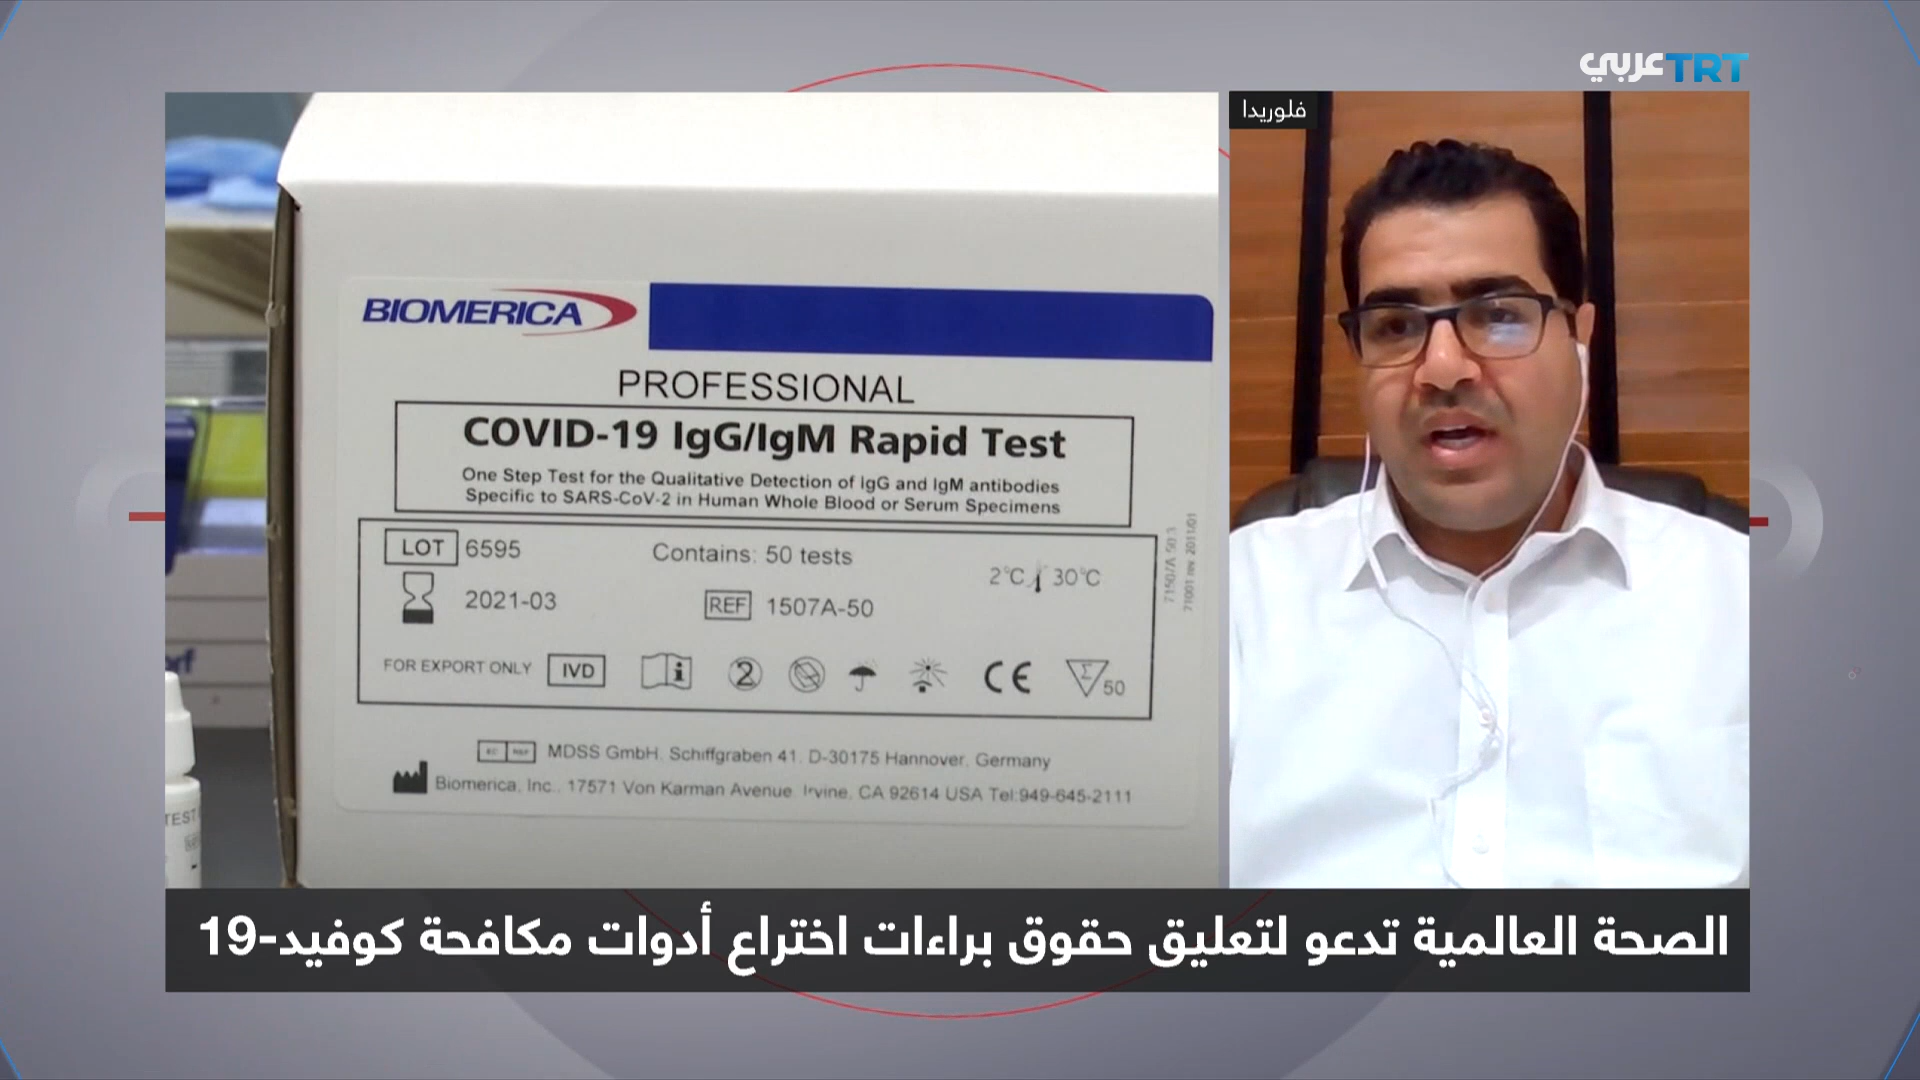 TRT عربي
فلوريدا
BIOMERICA
PROFESSIONAL
COVID-19 IgG/IgM Rapid Test
One Step Test for the Qualitative Detection of IgG and IgM antibodies
Specific to SARS-CoV-2 in Human Whole Blood or Serum Specimens
LOT 6595
Contains: 50 tests
2°C 30°C
2021-03
REF 1507A-50
FOR EXPORT ONLY IVD
2
CE
Σ 50
MDSS GmbH, Schiffgraben 41, D-30175 Hannover, Germany
Biomerica, Inc., 17571 Von Karman Avenue, Irvine, CA 92614 USA Tel:949-645-2111
TEST
الصحة العالمية تدعو لتعليق حقوق براءات اختراع أدوات مكافحة كوفيد-19